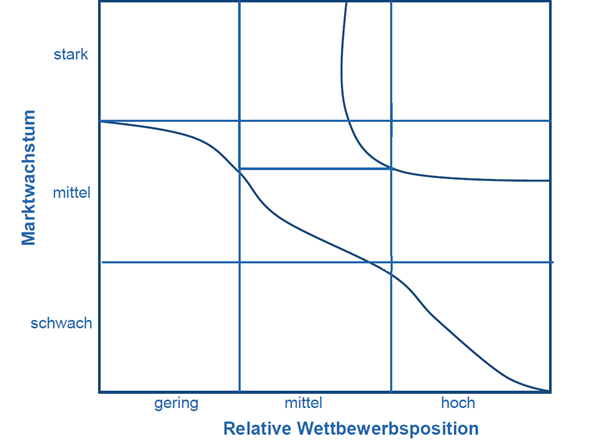 stark
Marktwachstum
mittel
schwach
gering
mittel
hoch
Relative Wettbewerbsposition